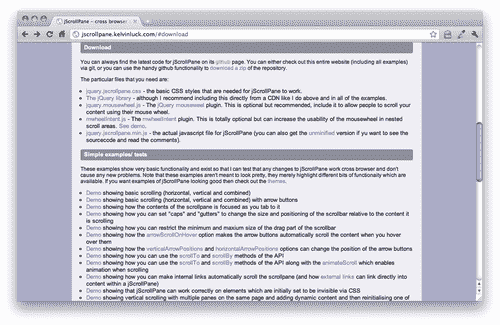 jScrollPane - cross browser
jscrollpane.kelvinluck.com/#download
Download
You can always find the latest code for jScrollPane on its github page. You can either check out this entire website (including all examples)
via git, or you can use the handy github functionality to download a zip of the repository.
The particular files that you need are:
jquery.jscrollpane.css - the basic CSS styles that are needed for jScrollPane to work.
The jQuery library - although I recommend including this directly from a CDN like I do above and in all of the examples.
jquery.mousewheel.js - The jQuery mousewheel plugin. This is optional but recommended, include it to allow people to scroll your
content using their mouse wheel.
mwheelIntent.js - The mwheelIntent plugin. This is totally optional but can increase the usability of the mousewheel in nested
scroll areas. See demo.
jquery.jscrollpane.min.js - the actual javascript file for jScrollPane (you can also get the unminified version if yu want to see the
sourcecode and read the comments).
Simple examples/ tests
These examples show very basic functionality and exist so that I can test that any changes to jScrollPane work cross browser and don't
cause any new problems. Note that these examples aren't meant to look pretty, they merely highlight different bits of functionality which are
available. If you want examples of jScrollPane looking good then check out the themes.
Demo showing basic scrolling (horizontal, vertical and combined)
Demo showing basic scrolling (horizontal, vertical and combined) with arrow buttons
Demo showing how the contents of the scrollpane is focused as you tab to it
Demo showing how you can set "caps" and "gutters" to change the size and positioning of the scrollbar relative to the content it
is scrolling
Demo showing how you can restrict the minimum and maxium size of the drag part of the scrollbar
Demo showing how the arrowScrollOnHover option makes the arrow buttons automatically scroll the content when you hover
over them
Demo showing how the verticalArrowPositions and horizontalArrowPositions options can change the position of the arrow buttons
Demo showing how you can use the scrollTo and scrollBy methods of the API
Demo showing how you can use the scrollTo and scrollBy methods of the API along with the animateScroll which enables
animation when scrolling
Demo showing how you can make internal links automatically scroll the scrollpane (and how external links can link directly into
content within a jScrollPane)
Demo showing that jScrollPane can work correctly on elements which are initially set to be invisible via CSS
Demo showing vertical scrolling with multiple panes on the same page and adding dynamic content and then reinitialising one of